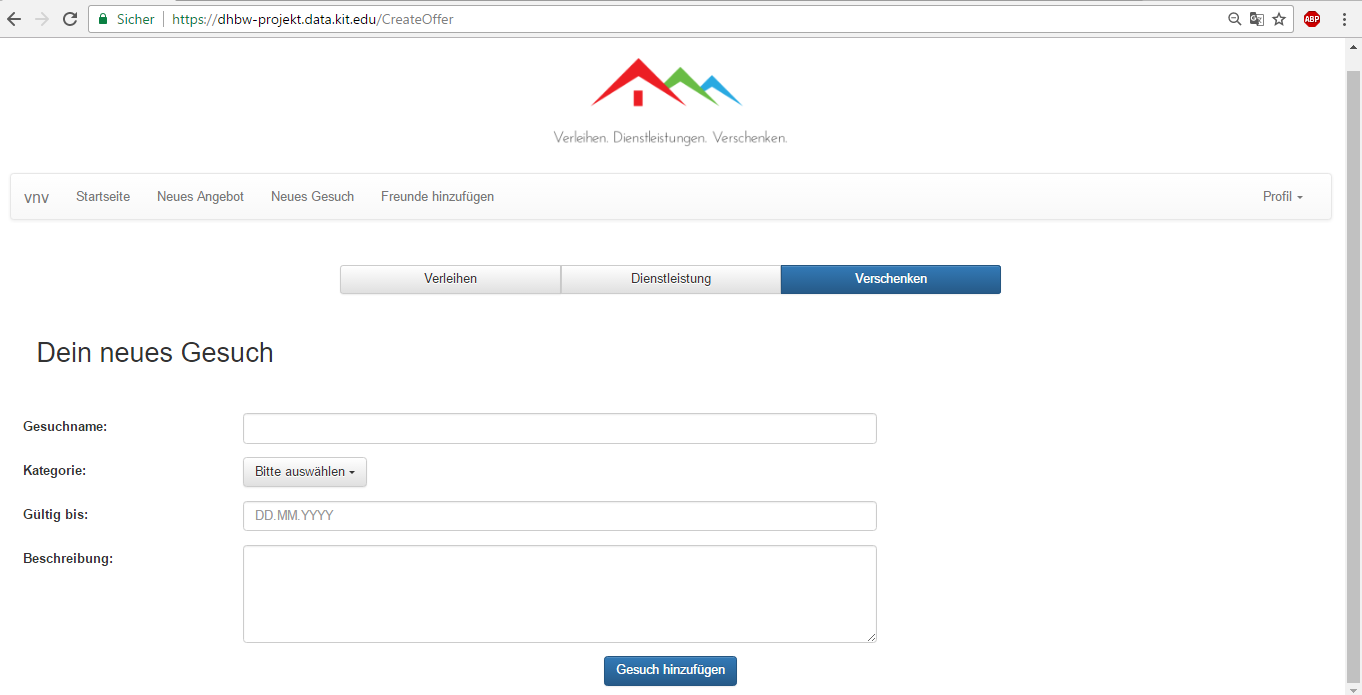 Sicher https://dhbw-projekt.data.kit.edu/CreateOffer
ABP
Verleihen. Dienstleistungen. Verschenken.
vnv Startseite Neues Angebot Neues Gesuch Freunde hinzufügen Profil
Verleihen Dienstleistung Verschenken
Dein neues Gesuch
Gesuchname:
Kategorie: Bitte auswählen
Gültig bis: DD.MM.YYYY
Beschreibung:
Gesuch hinzufügen